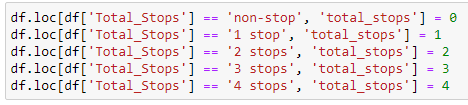 df.loc[df['Total_Stops'] == 'non-stop', 'total_stops'] = 0
df.loc[df['Total_Stops'] == '1 stop', 'total_stops'] = 1
df.loc[df['Total_Stops'] == '2 stops', 'total_stops'] = 2
df.loc[df['Total_Stops'] == '3 stops', 'total_stops'] = 3
df.loc[df['Total_Stops'] == '4 stops', 'total_stops'] = 4